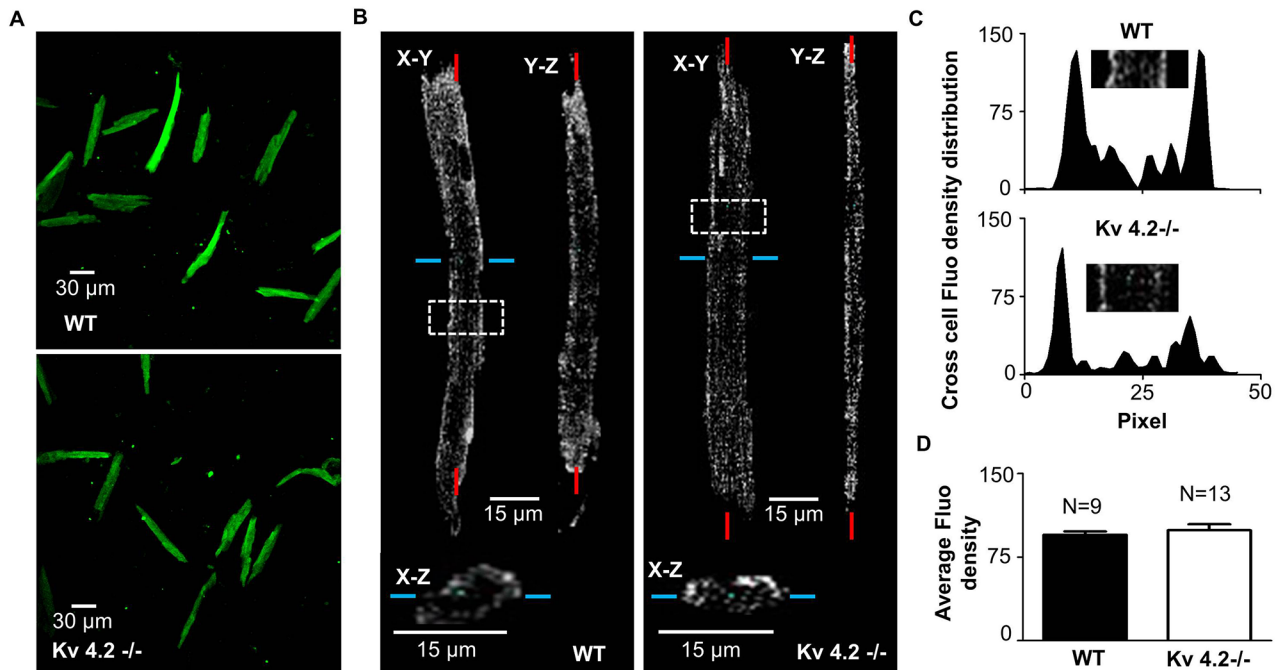 A
30 µm
WT
30 µm
Kv 4.2 -/-
B
X-Y
Y-Z
15 µm
X-Z
15 µm
WT
X-Y
Y-Z
15 µm
X-Z
15 µm
Kv 4.2 -/-
C
Cross cell Fluo density distribution
150
WT
75
0
150
Kv 4.2-/-
75
0
0
25
50
Pixel
D
Average Fluo
density
150
N=9
N=13
75
0
WT
Kv 4.2-/-